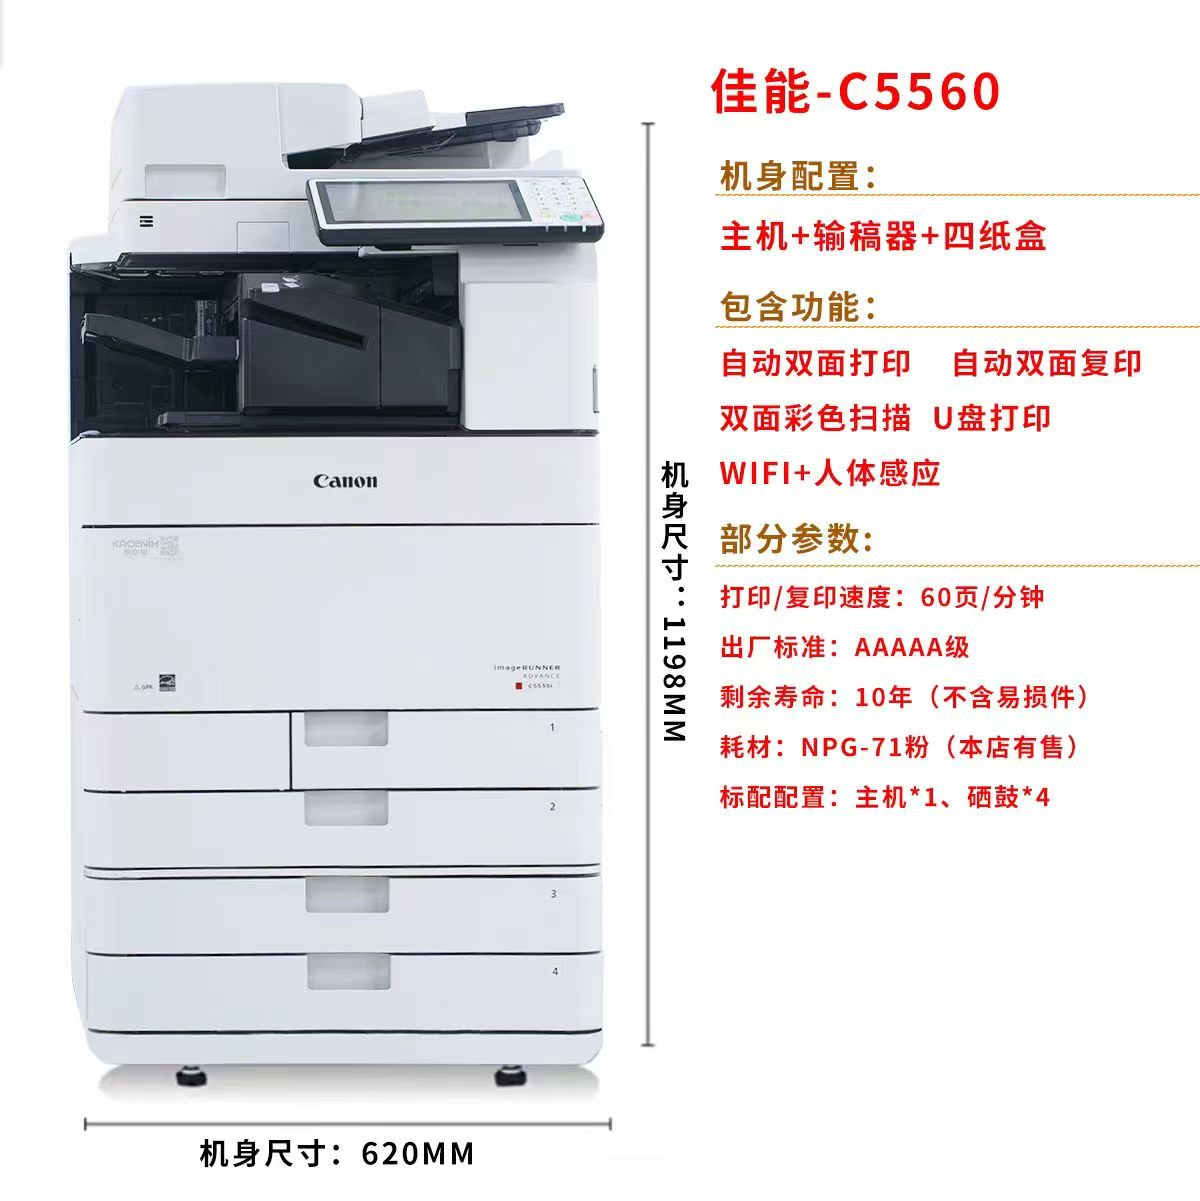 佳能-C5560
机身配置：
主机+输稿器+四纸盒
包含功能：
自动双面打印 自动双面复印
双面彩色扫描 U盘打印
WIFI+人体感应
部分参数：
打印/复印速度：60页/分钟
出厂标准：AAAAA级
剩余寿命：10年（不含易损件）
耗材：NPG-71粉（本店有售）
标配配置：主机*1、硒鼓*4
机身尺寸：1198MM
机身尺寸：620MM
Canon
KACENIM
imageRUNNER
ADVANCE
C5535i
GPR
1
2
3
4